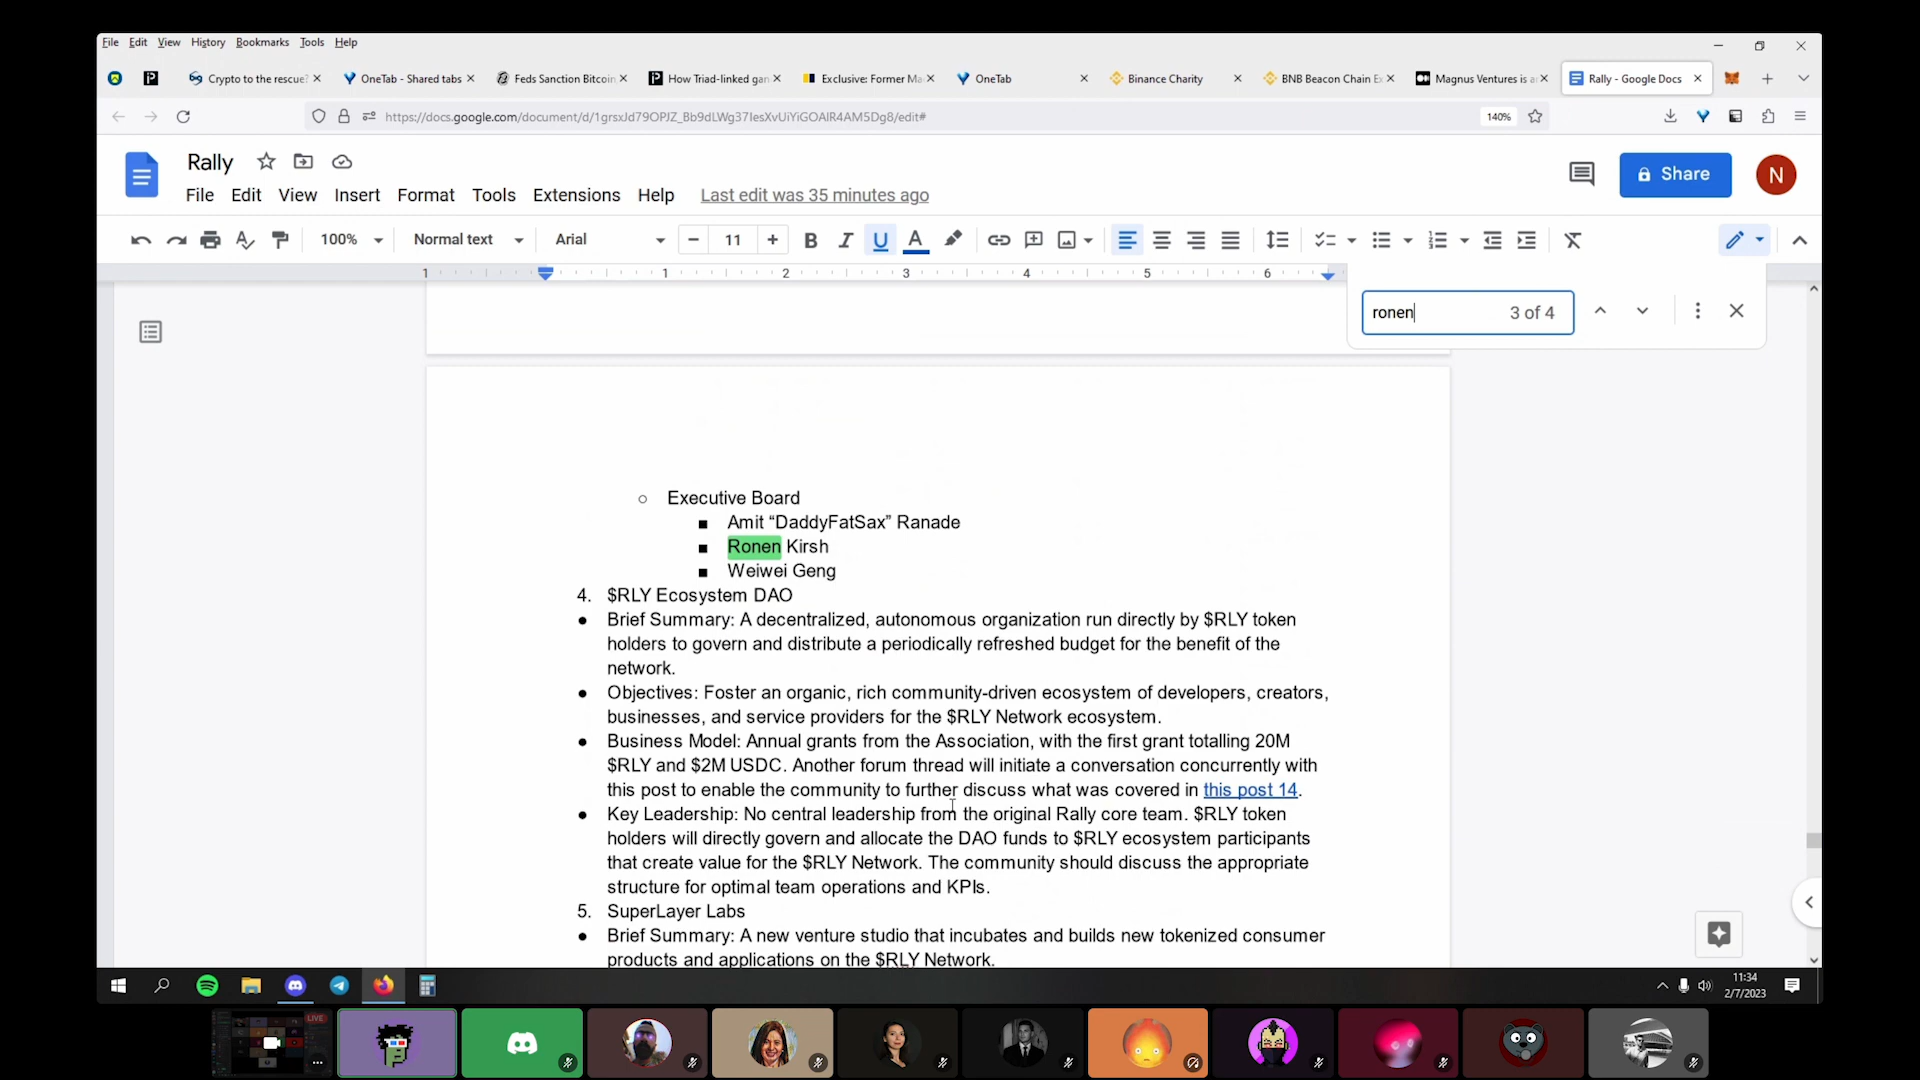 File Edit View History Bookmarks Tools Help
Crypto to the rescue?
OneTab - Shared tabs
Feds Sanction Bitcoin
How Triad-linked gan
Exclusive: Former Ma
OneTab
Binance Charity
BNB Beacon Chain Ex
Magnus Ventures is a
Rally - Google Docs
https://docs.google.com/document/d/1grsxJd79OPJZ_Bb9dLWg37IesXvUiYiGOAlR4AM5Dg8/edit#
140%
Rally
File Edit View Insert Format Tools Extensions Help Last edit was 35 minutes ago
Share
N
100% Normal text Arial 11 B I U A
1 1 2 3 4 5 6
ronen 3 of 4
Executive Board
Amit “DaddyFatSax” Ranade
Ronen Kirsh
Weiwei Geng
4. $RLY Ecosystem DAO
Brief Summary: A decentralized, autonomous organization run directly by $RLY token
holders to govern and distribute a periodically refreshed budget for the benefit of the
network.
Objectives: Foster an organic, rich community-driven ecosystem of developers, creators,
businesses, and service providers for the $RLY Network ecosystem.
Business Model: Annual grants from the Association, with the first grant totalling 20M
$RLY and $2M USDC. Another forum thread will initiate a conversation concurrently with
this post to enable the community to further discuss what was covered in this post 14.
Key Leadership: No central leadership from the original Rally core team. $RLY token
holders will directly govern and allocate the DAO funds to $RLY ecosystem participants
that create value for the $RLY Network. The community should discuss the appropriate
structure for optimal team operations and KPIs.
5. SuperLayer Labs
Brief Summary: A new venture studio that incubates and builds new tokenized consumer
products and applications on the $RLY Network.
11:34
2/7/2023
LIVE